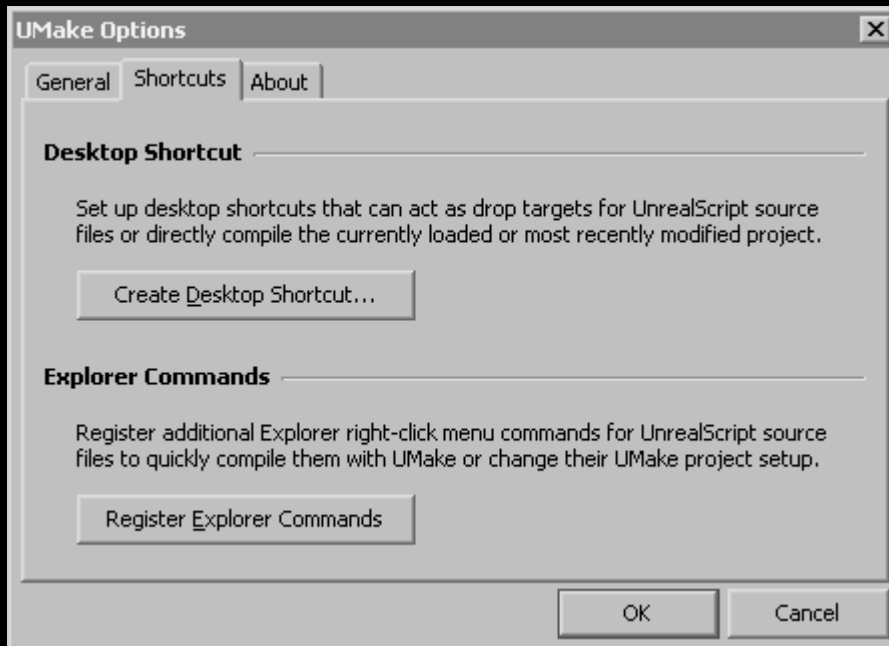 UMake Options
General Shortcuts About
Desktop Shortcut
Set up desktop shortcuts that can act as drop targets for UnrealScript source
files or directly compile the currently loaded or most recently modified project.
Create Desktop Shortcut...
Explorer Commands
Register additional Explorer right-click menu commands for UnrealScript source
files to quickly compile them with UMake or change their UMake project setup.
Register Explorer Commands
OK Cancel